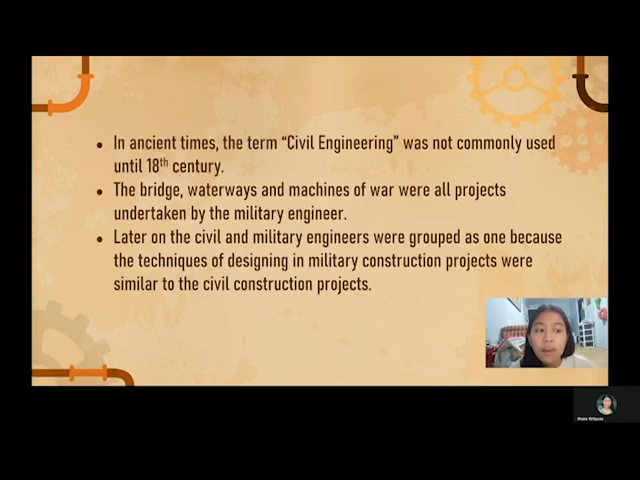 • In ancient times, the term “Civil Engineering” was not commonly used
until 18th century.
• The bridge, waterways and machines of war were all projects
undertaken by the military engineer.
• Later on the civil and military engineers were grouped as one because
the techniques of designing in military construction projects were
similar to the civil construction projects.